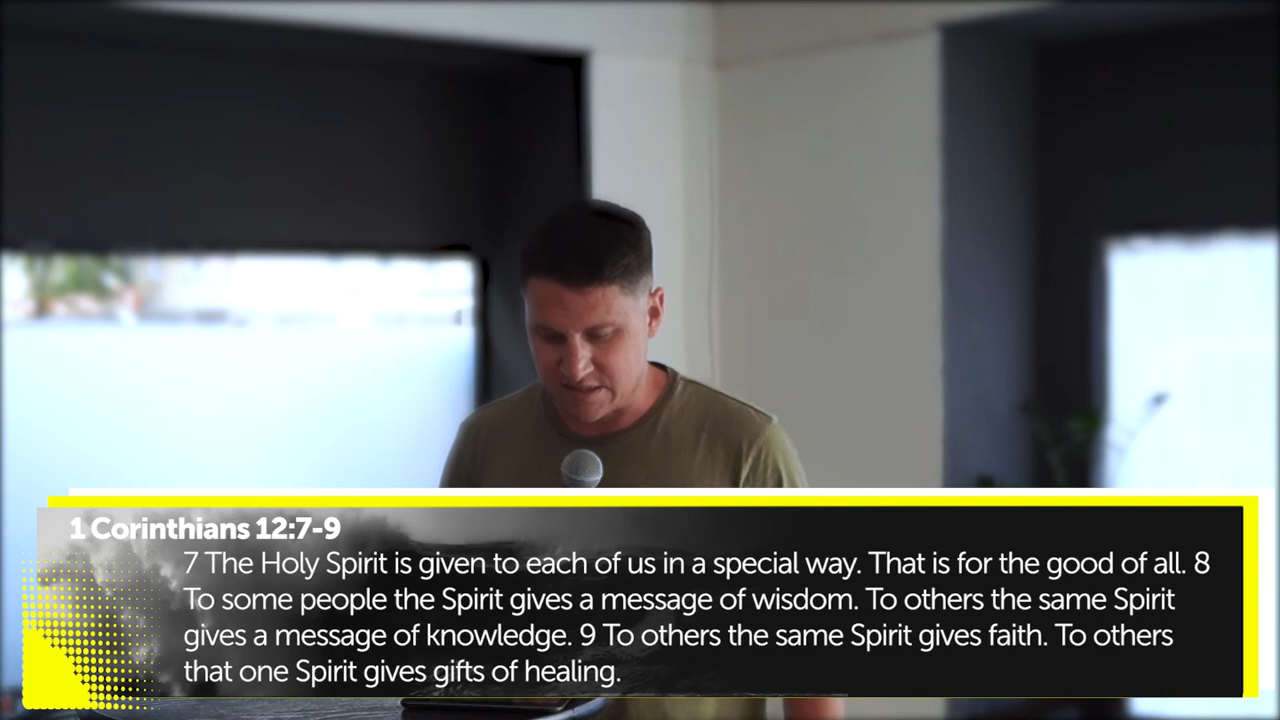 1 Corinthians 12:7-9
7 The Holy Spirit is given to each of us in a special way. That is for the good of all. 8
To some people the Spirit gives a message of wisdom. To others the same Spirit
gives a message of knowledge. 9 To others the same Spirit gives faith. To others
that one Spirit gives gifts of healing.